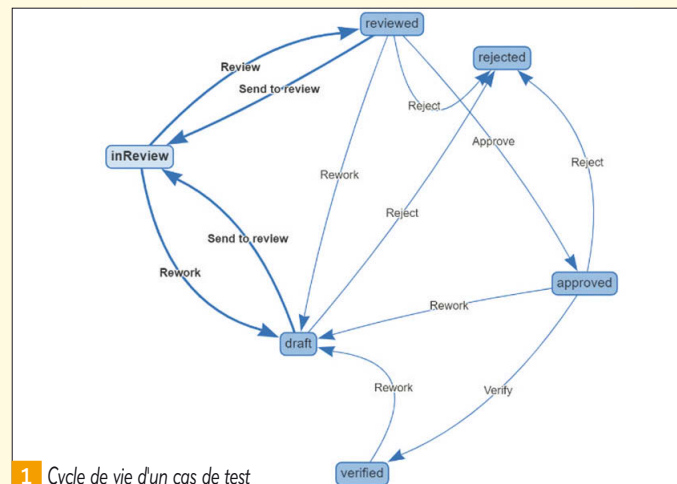 reviewed
rejected
Review
Send to review
Reject
Approve
inReview
Reject
Rework
Reject
Send to review
Rework
approved
Rework
draft
Rework
Verify
verified
1 Cycle de vie d'un cas de test